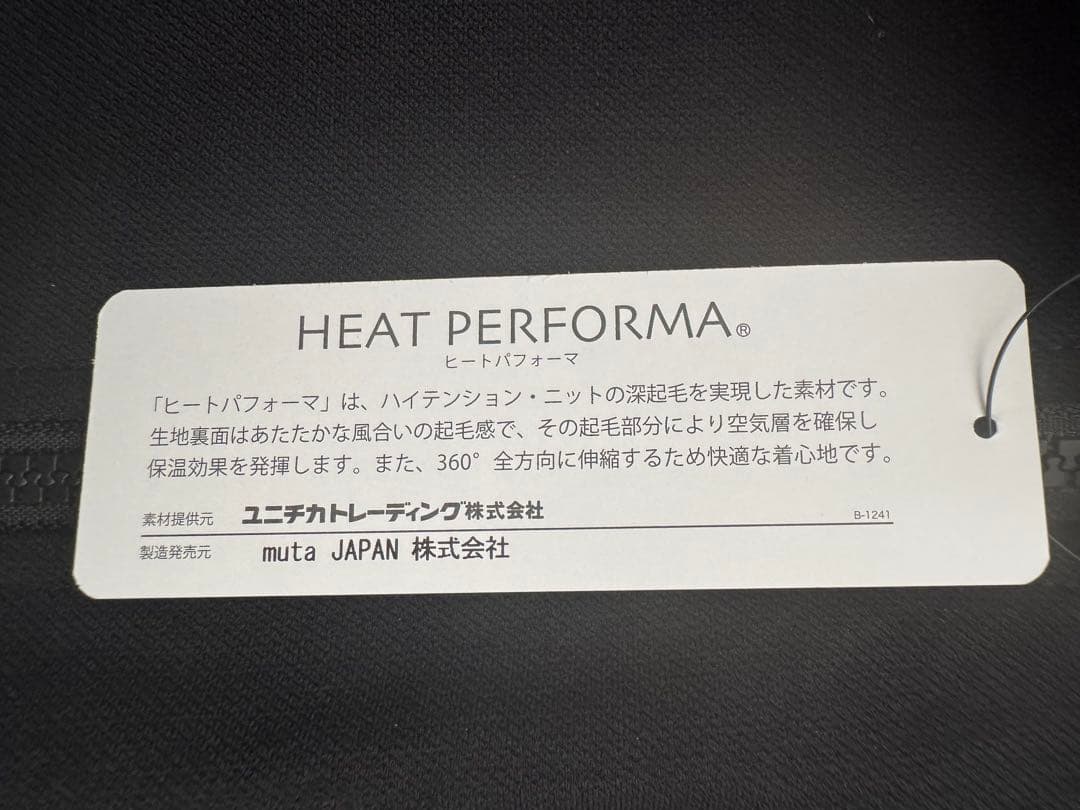 HEAT PERFORMA®
ヒートパフォーマ
「ヒートパフォーマ」は、ハイテンション・ニットの深起毛を実現した素材です。
生地裏面はあたたかな風合いの起毛感で、その起毛部分により空気層を確保し
保温効果を発揮します。また、360°全方向に伸縮するため快適な着心地です。
素材提供元 ユニチカトレーディング株式会社 B-1241
製造発売元 muta JAPAN 株式会社